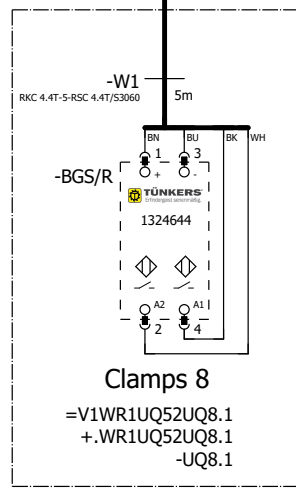 -W1
RKC 4.4T-5-RSC 4.4T/S3060
5m
BN BU BK WH
1 3
-BGS/R
+ -
TÜNKERS
Erfindergeist serienmäßig.
1324644
A2 A1
2 4
Clamps 8
=V1WR1UQ52UQ8.1
+.WR1UQ52UQ8.1
-UQ8.1